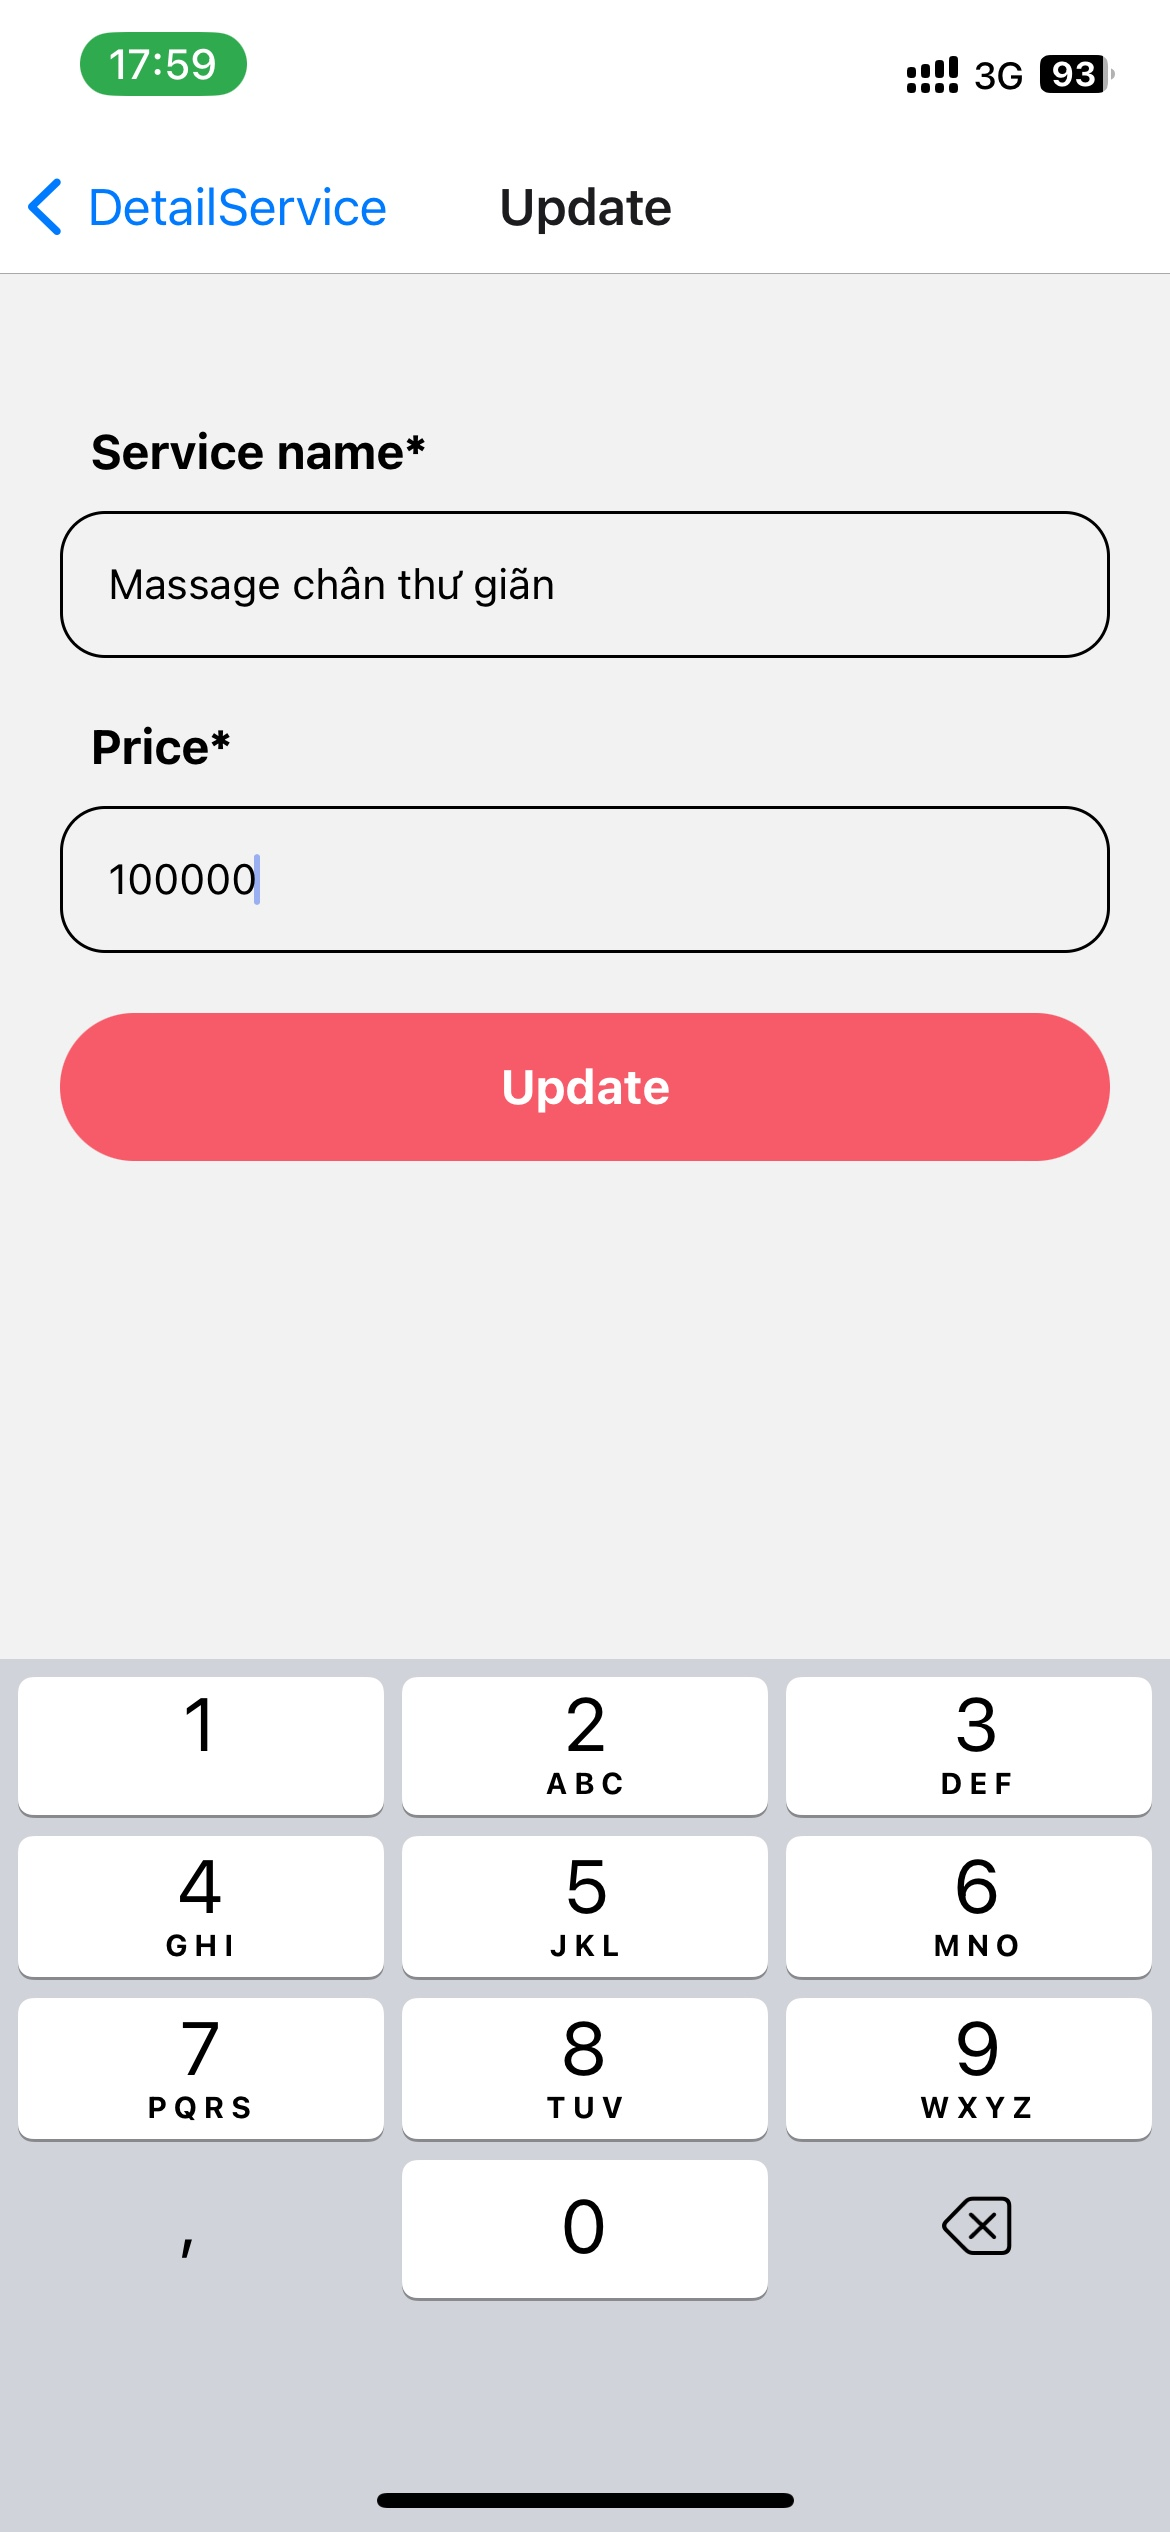 17:59 3G 93
DetailService Update
Service name*
Massage chân thư giãn
Price*
100000
Update
1 2 3
ABC DEF
4 5 6
GHI JKL MNO
7 8 9
PQRS TUV WXYZ
, 0